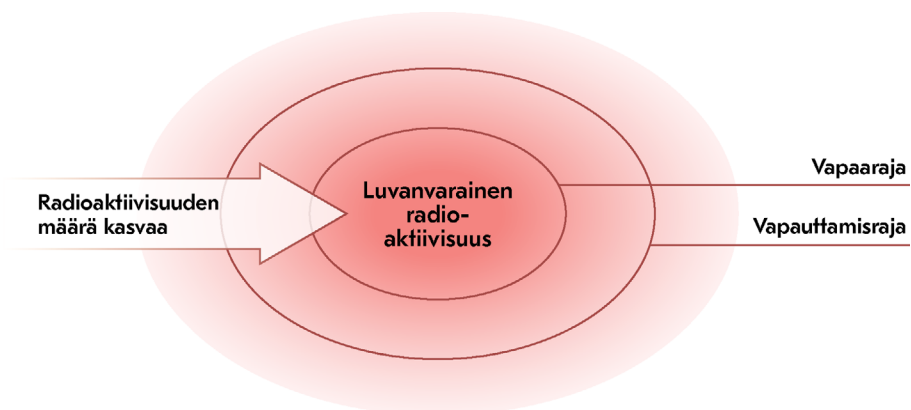 Radioaktiivisuuden
määrä kasvaa
Luvanvarainen
radio-
aktiivisuus
Vapaaraja
Vapauttamisraja